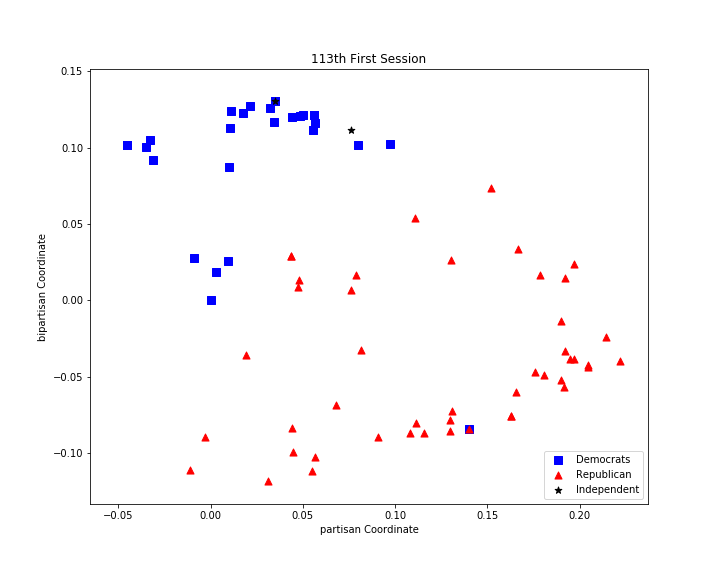 113th First Session
0.15
0.10
0.05
0.00
−0.05
−0.10
bipartisan Coordinate
−0.05
0.00
0.05
0.10
0.15
0.20
partisan Coordinate
Democrats
Republican
Independent